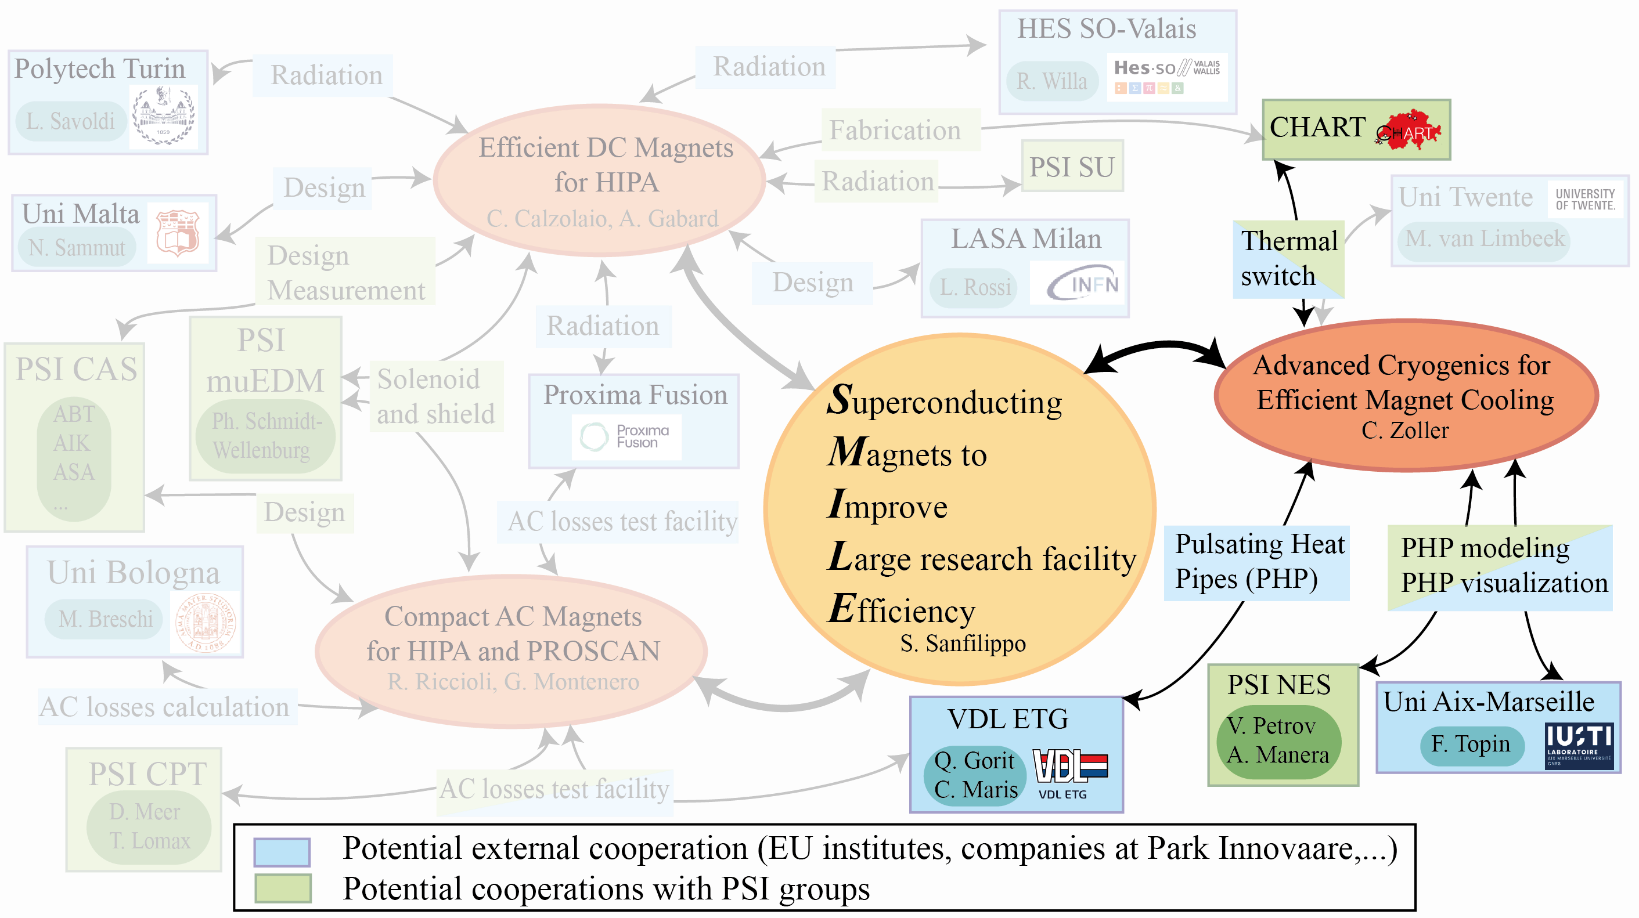 HES SO-Valais
R. Willa
Hes·so VALAIS
WALLIS
Polytech Turin
L. Savoldi
Radiation
Radiation
Fabrication
Radiation
PSI SU
CHART
CHART
Efficient DC Magnets
for HIPA
C. Calzolaio, A. Gabard
Design
Uni Malta
N. Sammut
Uni Twente
M. van Limbeek
UNIVERSITY
OF TWENTE.
Thermal
switch
LASA Milan
L. Rossi
INFN
Design
Design
Measurement
Radiation
PSI CAS
ABT
AIK
ASA
...
PSI
muEDM
Ph. Schmidt-
Wellenburg
Solenoid
and shield
Proxima Fusion
Proxima
Fusion
Superconducting
Magnets to
Improve
Large research facility
Efficiency
S. Sanfilippo
Advanced Cryogenics for
Efficient Magnet Cooling
C. Zoller
Design
AC losses test facility
Pulsating Heat
Pipes (PHP)
PHP modeling
PHP visualization
Uni Bologna
M. Breschi
Compact AC Magnets
for HIPA and PROSCAN
R. Riccioli, G. Montenero
AC losses calculation
VDL ETG
Q. Gorit
C. Maris
VDL
VDL ETG
PSI NES
V. Petrov
A. Manera
Uni Aix-Marseille
F. Topin
IUSTI
LABORATOIRE
PSI CPT
D. Meer
T. Lomax
AC losses test facility
Potential external cooperation (EU institutes, companies at Park Innovaare,...)
Potential cooperations with PSI groups